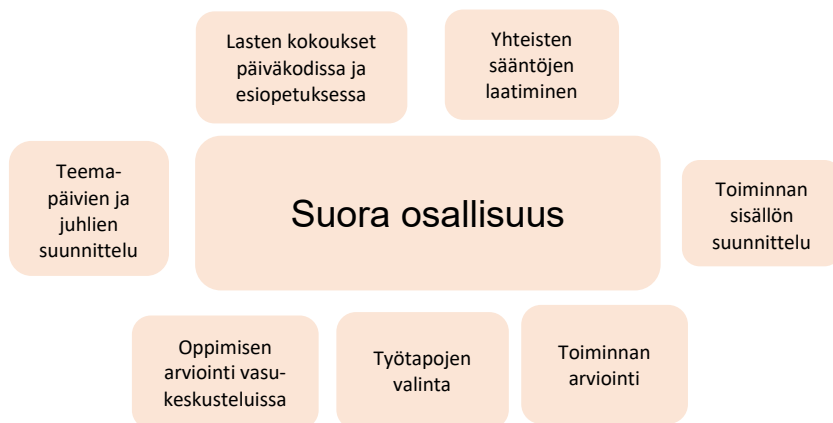 Lasten kokoukset
päiväkodissa ja
esiopetuksessa
Yhteisten
sääntöjen
laatiminen
Teema-
päivien ja
juhlien
suunnittelu
Suora osallisuus
Toiminnan
sisällön
suunnittelu
Oppimisen
arviointi vasu-
keskusteluissa
Työtapojen
valinta
Toiminnan
arviointi